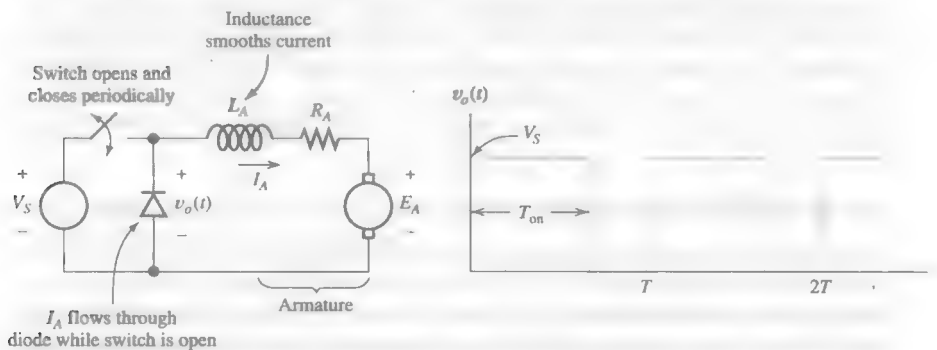 Inductance
smooths current
Switch opens and
closes periodically
L_A
R_A
I_A
+
V_S
−
+
v_o(t)
−
+
E_A
-
Armature
I_A flows through
diode while switch is open
v_o(t)
V_S
T_on
T
2T